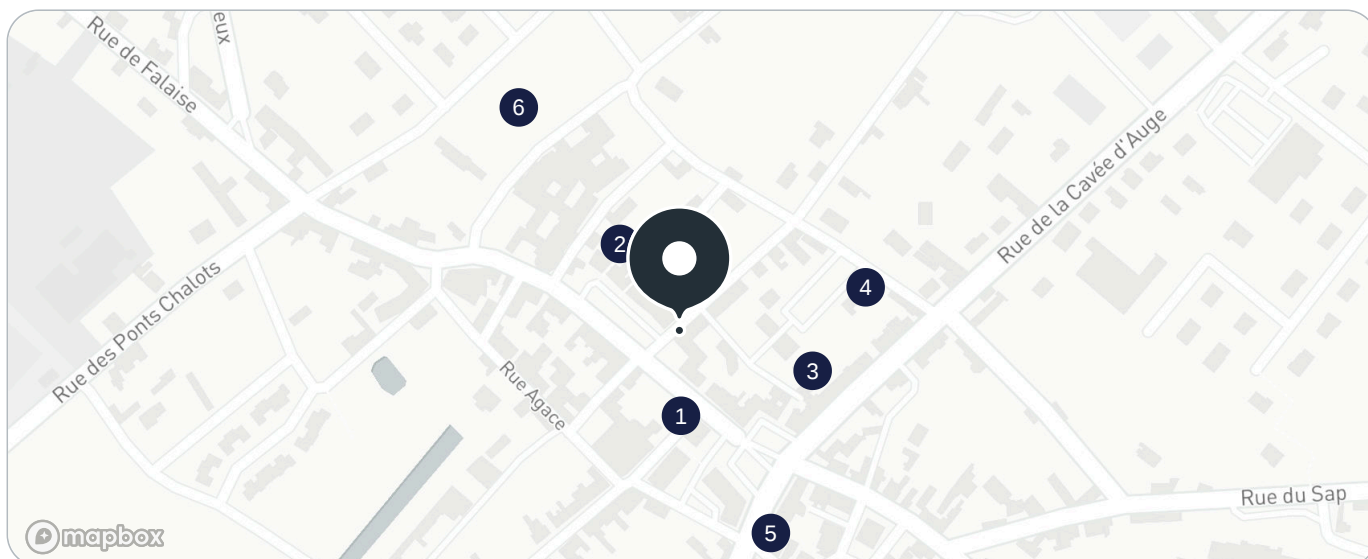 Rue de Falaise
eux
6
Rue de la Cavée d'Auge
2
4
Rue des Ponts Chalots
3
Rue Agace
1
Rue du Sap
5
mapbox